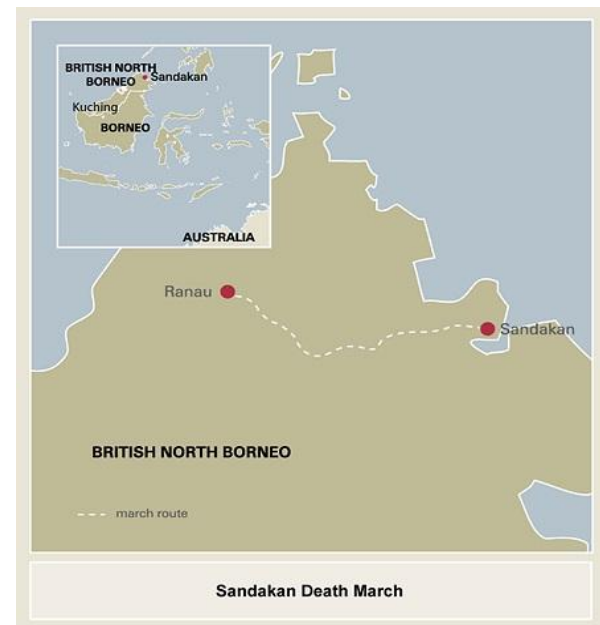 BRITISH NORTH
BORNEO
Sandakan
Kuching
BORNEO
AUSTRALIA
Ranau
Sandakan
BRITISH NORTH BORNEO
march route
Sandakan Death March